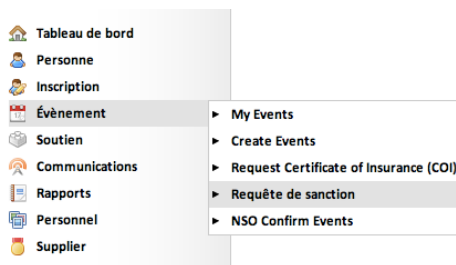 Tableau de bord
Personne
Inscription
Évènement
Soutien
Communications
Rapports
Personnel
Supplier
My Events
Create Events
Request Certificate of Insurance (COI)
Requête de sanction
NSO Confirm Events